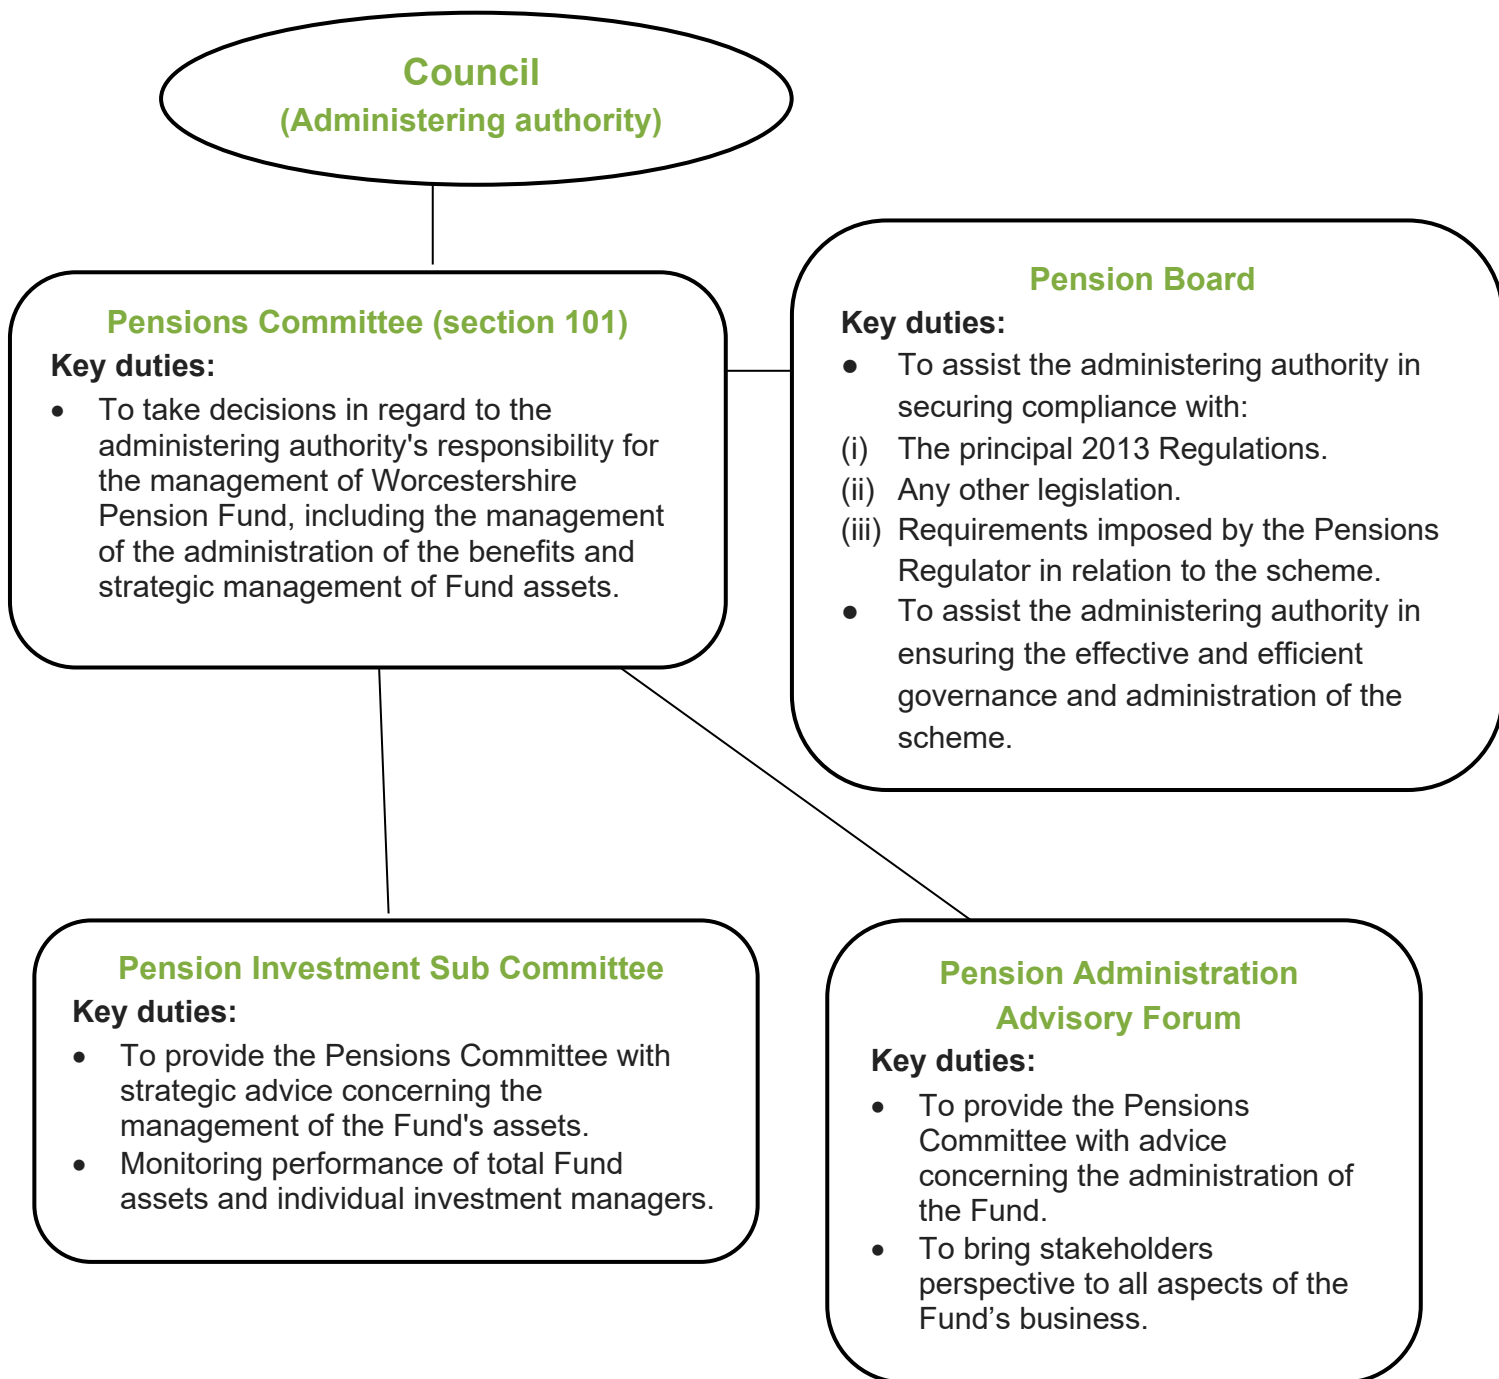 Council
(Administering authority)
Pensions Committee (section 101)
Key duties:
• To take decisions in regard to the
administering authority's responsibility for
the management of Worcestershire
Pension Fund, including the management
of the administration of the benefits and
strategic management of Fund assets.
Pension Board
Key duties:
● To assist the administering authority in
securing compliance with:
(i) The principal 2013 Regulations.
(ii) Any other legislation.
(iii) Requirements imposed by the Pensions
Regulator in relation to the scheme.
● To assist the administering authority in
ensuring the effective and efficient
governance and administration of the
scheme.
Pension Investment Sub Committee
Key duties:
• To provide the Pensions Committee with
strategic advice concerning the
management of the Fund's assets.
• Monitoring performance of total Fund
assets and individual investment managers.
Pension Administration
Advisory Forum
Key duties:
• To provide the Pensions
Committee with advice
concerning the administration of
the Fund.
• To bring stakeholders
perspective to all aspects of the
Fund’s business.